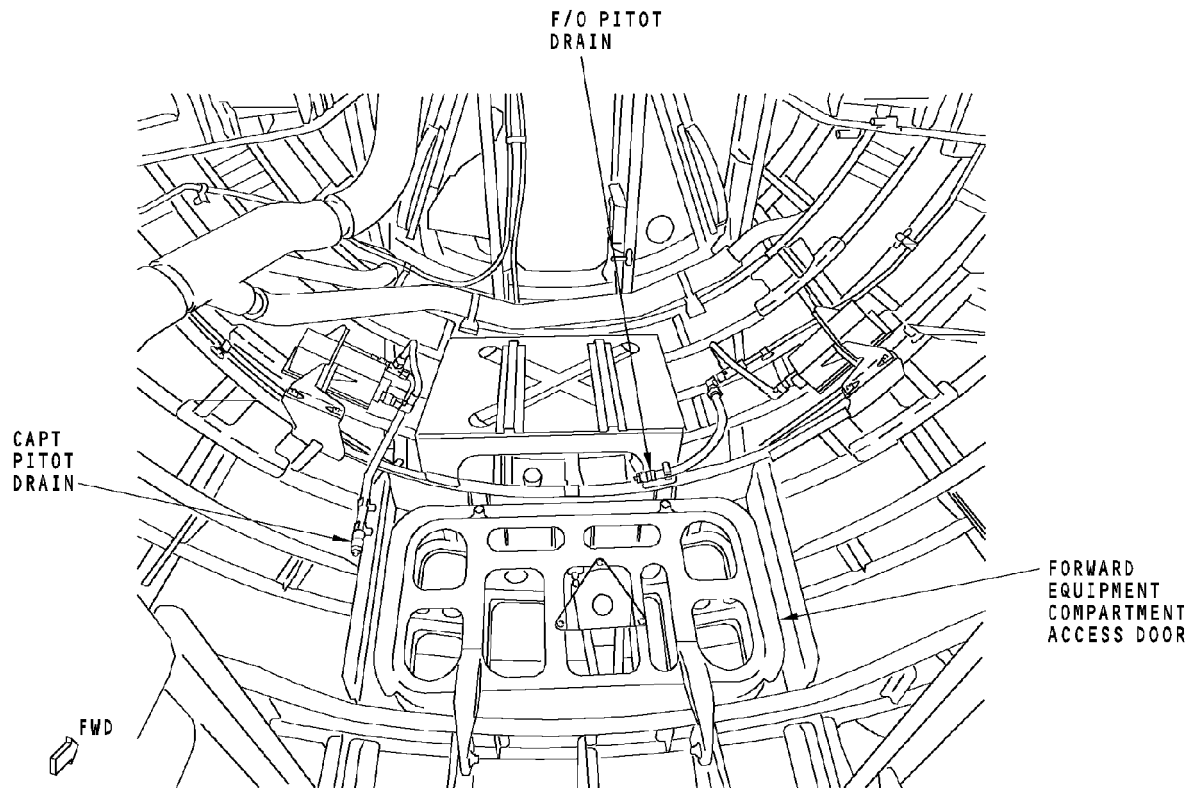 F/O PITOT
DRAIN
CAPT
PITOT
DRAIN
FORWARD
EQUIPMENT
COMPARTMENT
ACCESS DOOR
FWD